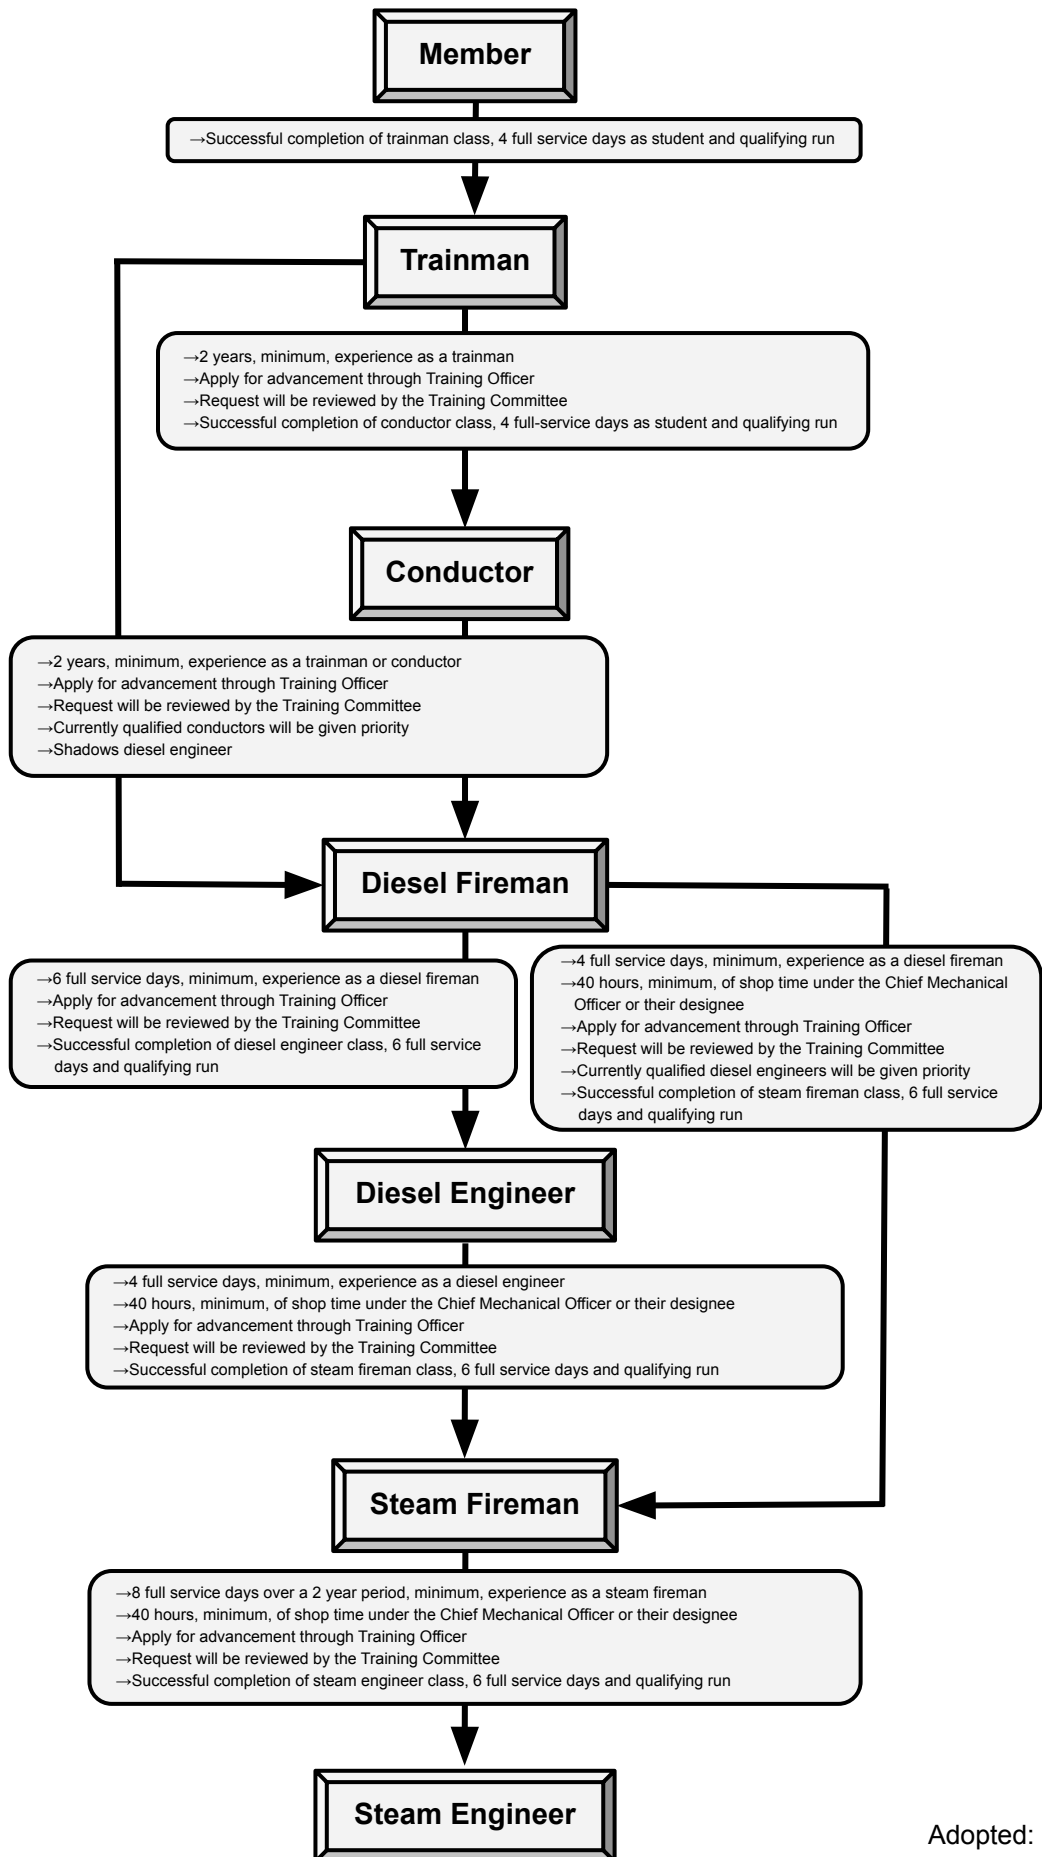 Member
→Successful completion of trainman class, 4 full service days as student and qualifying run
Trainman
→2 years, minimum, experience as a trainman
→Apply for advancement through Training Officer
→Request will be reviewed by the Training Committee
→Successful completion of conductor class, 4 full-service days as student and qualifying run
Conductor
→2 years, minimum, experience as a trainman or conductor
→Apply for advancement through Training Officer
→Request will be reviewed by the Training Committee
→Currently qualified conductors will be given priority
→Shadows diesel engineer
Diesel Fireman
→6 full service days, minimum, experience as a diesel fireman
→Apply for advancement through Training Officer
→Request will be reviewed by the Training Committee
→Successful completion of diesel engineer class, 6 full service
days and qualifying run
→4 full service days, minimum, experience as a diesel fireman
→40 hours, minimum, of shop time under the Chief Mechanical
Officer or their designee
→Apply for advancement through Training Officer
→Request will be reviewed by the Training Committee
→Currently qualified diesel engineers will be given priority
→Successful completion of steam fireman class, 6 full service
days and qualifying run
Diesel Engineer
→4 full service days, minimum, experience as a diesel engineer
→40 hours, minimum, of shop time under the Chief Mechanical Officer or their designee
→Apply for advancement through Training Officer
→Request will be reviewed by the Training Committee
→Successful completion of steam fireman class, 6 full service days and qualifying run
Steam Fireman
→8 full service days over a 2 year period, minimum, experience as a steam fireman
→40 hours, minimum, of shop time under the Chief Mechanical Officer or their designee
→Apply for advancement through Training Officer
→Request will be reviewed by the Training Committee
→Successful completion of steam engineer class, 6 full service days and qualifying run
Steam Engineer
Adopted: